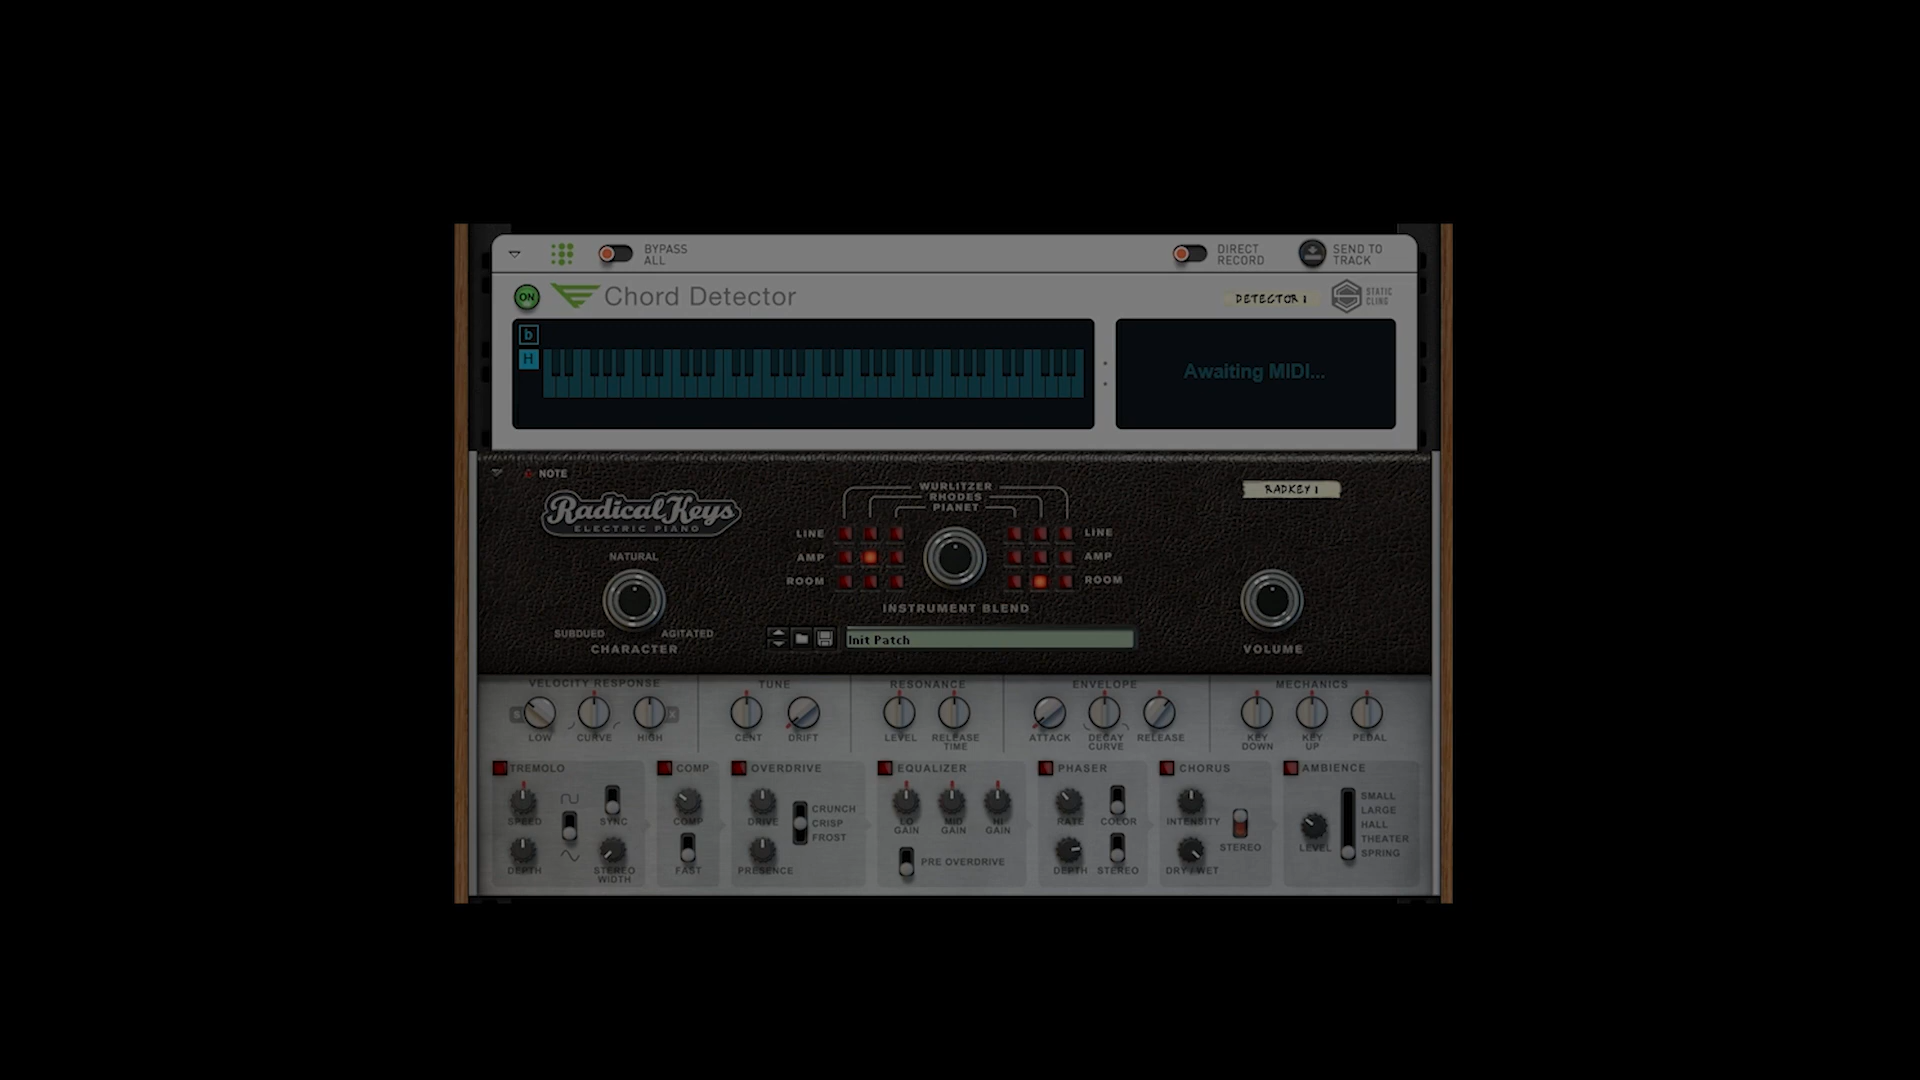 BYPASS
ALL
DIRECT
RECORD
SEND TO
TRACK
ON
Chord Detector
DETECTOR 1
STATIC
CLING
b
H
Awaiting MIDI...
NOTE
RADKEY 1
RadicalKeys
ELECTRIC PIANO
WURLITZER
RHODES
PIANET
LINE
LINE
AMP
AMP
ROOM
ROOM
INSTRUMENT BLEND
NATURAL
SUBDUED
AGITATED
CHARACTER
VOLUME
Init Patch
VELOCITY RESPONSE
TUNE
RESONANCE
ENVELOPE
MECHANICS
LOW
CURVE
HIGH
CENT
DRIFT
LEVEL
RELEASE
TIME
ATTACK
DECAY
CURVE
RELEASE
KEY
DOWN
KEY
UP
PEDAL
TREMOLO
COMP
OVERDRIVE
EQUALIZER
PHASER
CHORUS
AMBIENCE
SPEED
SYNC
DEPTH
STEREO
WIDTH
COMP
FAST
DRIVE
PRESENCE
CRUNCH
CRISP
FROST
LO
GAIN
MID
GAIN
HI
GAIN
PRE OVERDRIVE
RATE
COLOR
DEPTH
STEREO
INTENSITY
DRY / WET
STEREO
LEVEL
SMALL
LARGE
HALL
THEATER
SPRING